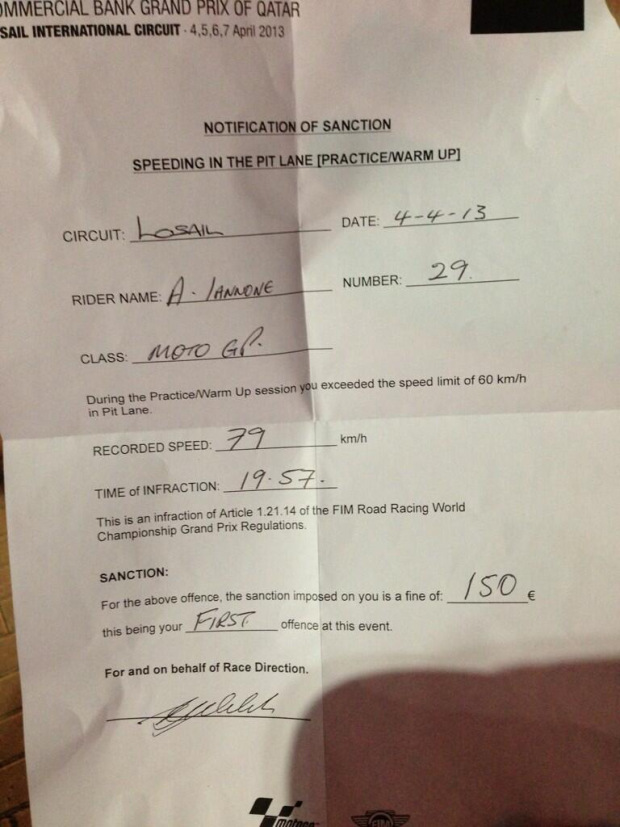 OMMERCIAL BANK GRAND PRIX OF QATAR
SAIL INTERNATIONAL CIRCUIT - 4,5,6,7 April 2013
NOTIFICATION OF SANCTION
SPEEDING IN THE PIT LANE [PRACTICE/WARM UP]
CIRCUIT: LOSAIL DATE: 4-4-13
RIDER NAME: A. IANNONE NUMBER: 29.
CLASS: MOTO GP.
During the Practice/Warm Up session you exceeded the speed limit of 60 km/h
in Pit Lane.
RECORDED SPEED: 79 km/h
TIME of INFRACTION: 19.57.
This is an infraction of Article 1.21.14 of the FIM Road Racing World
Championship Grand Prix Regulations.
SANCTION:
For the above offence, the sanction imposed on you is a fine of: 150 €
this being your FIRST. offence at this event.
For and on behalf of Race Direction.
motogp
FIM